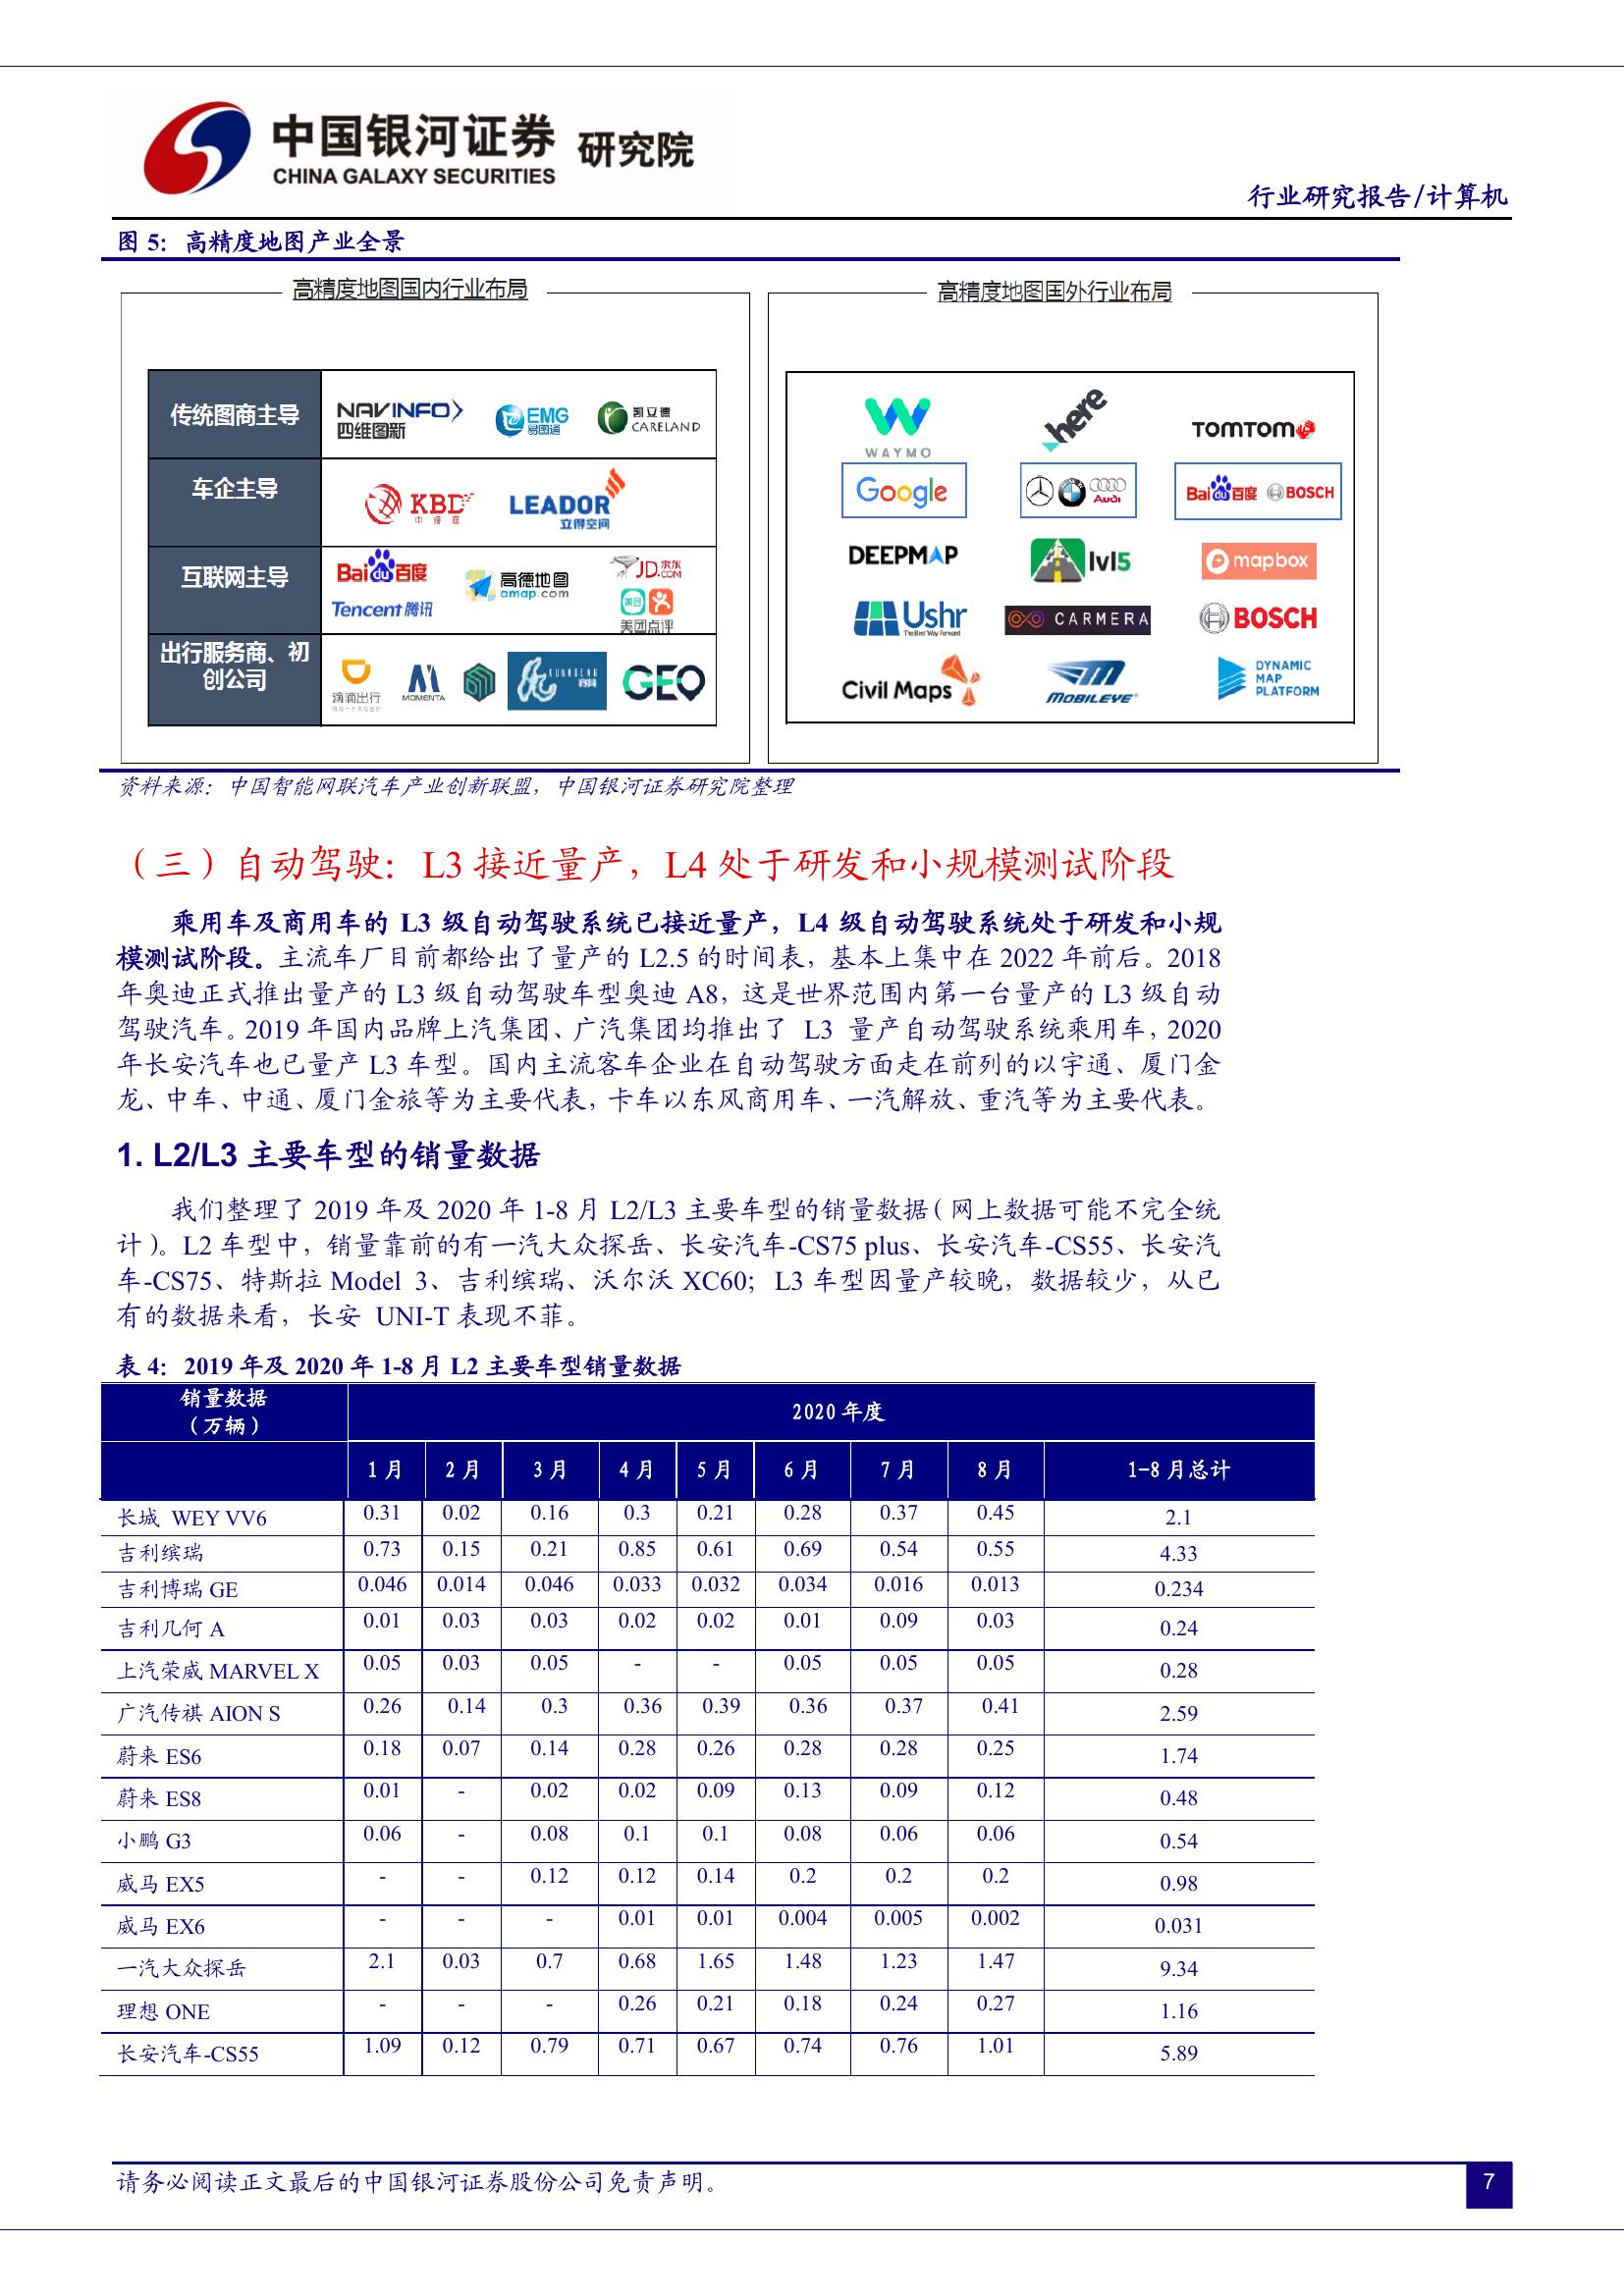 中国银河证券 研究院
CHINA GALAXY SECURITIES
行业研究报告/计算机
图 5：高精度地图产业全景
高精度地图国内行业布局
传统图商主导
NAVINFO
四维图新
EMG
易图通
凯立德
CARELAND
车企主导
KBD
LEADOR
立得空间
互联网主导
Bai du 百度
Tencent 腾讯
高德地图
amap.com
JD.COM 京东
美团
美团点评
出行服务商、初
创公司
滴滴出行
MOMENTA
GEO
高精度地图国外行业布局
WAYMO
here
TOMTOM
Google
Audi
Bai du 百度 BOSCH
DEEPMAP
lvl5
mapbox
Ushr
The Best Way Forward
CARMERA
BOSCH
Civil Maps
MOBILEYE
DYNAMIC
MAP
PLATFORM
资料来源：中国智能网联汽车产业创新联盟，中国银河证券研究院整理
（三）自动驾驶：L3 接近量产，L4 处于研发和小规模测试阶段
乘用车及商用车的 L3 级自动驾驶系统已接近量产，L4 级自动驾驶系统处于研发和小规
模测试阶段。主流车厂目前都给出了量产的 L2.5 的时间表，基本上集中在 2022 年前后。2018
年奥迪正式推出量产的 L3 级自动驾驶车型奥迪 A8，这是世界范围内第一台量产的 L3 级自动
驾驶汽车。2019 年国内品牌上汽集团、广汽集团均推出了 L3 量产自动驾驶系统乘用车，2020
年长安汽车也已量产 L3 车型。国内主流客车企业在自动驾驶方面走在前列的以宇通、厦门金
龙、中车、中通、厦门金旅等为主要代表，卡车以东风商用车、一汽解放、重汽等为主要代表。
1. L2/L3 主要车型的销量数据
我们整理了 2019 年及 2020 年 1-8 月 L2/L3 主要车型的销量数据（网上数据可能不完全统
计）。L2 车型中，销量靠前的有一汽大众探岳、长安汽车-CS75 plus、长安汽车-CS55、长安汽
车-CS75、特斯拉 Model 3、吉利缤瑞、沃尔沃 XC60；L3 车型因量产较晚，数据较少，从已
有的数据来看，长安 UNI-T 表现不菲。
表 4：2019 年及 2020 年 1-8 月 L2 主要车型销量数据
销量数据
（万辆）
2020 年度
1 月 2 月 3 月 4 月 5 月 6 月 7 月 8 月 1-8 月总计
长城 WEY VV6 0.31 0.02 0.16 0.3 0.21 0.28 0.37 0.45 2.1
吉利缤瑞 0.73 0.15 0.21 0.85 0.61 0.69 0.54 0.55 4.33
吉利博瑞 GE 0.046 0.014 0.046 0.033 0.032 0.034 0.016 0.013 0.234
吉利几何 A 0.01 0.03 0.03 0.02 0.02 0.01 0.09 0.03 0.24
上汽荣威 MARVEL X 0.05 0.03 0.05 - - 0.05 0.05 0.05 0.28
广汽传祺 AION S 0.26 0.14 0.3 0.36 0.39 0.36 0.37 0.41 2.59
蔚来 ES6 0.18 0.07 0.14 0.28 0.26 0.28 0.28 0.25 1.74
蔚来 ES8 0.01 - 0.02 0.02 0.09 0.13 0.09 0.12 0.48
小鹏 G3 0.06 - 0.08 0.1 0.1 0.08 0.06 0.06 0.54
威马 EX5 - - 0.12 0.12 0.14 0.2 0.2 0.2 0.98
威马 EX6 - - - 0.01 0.01 0.004 0.005 0.002 0.031
一汽大众探岳 2.1 0.03 0.7 0.68 1.65 1.48 1.23 1.47 9.34
理想 ONE - - - 0.26 0.21 0.18 0.24 0.27 1.16
长安汽车-CS55 1.09 0.12 0.79 0.71 0.67 0.74 0.76 1.01 5.89
请务必阅读正文最后的中国银河证券股份公司免责声明。
7